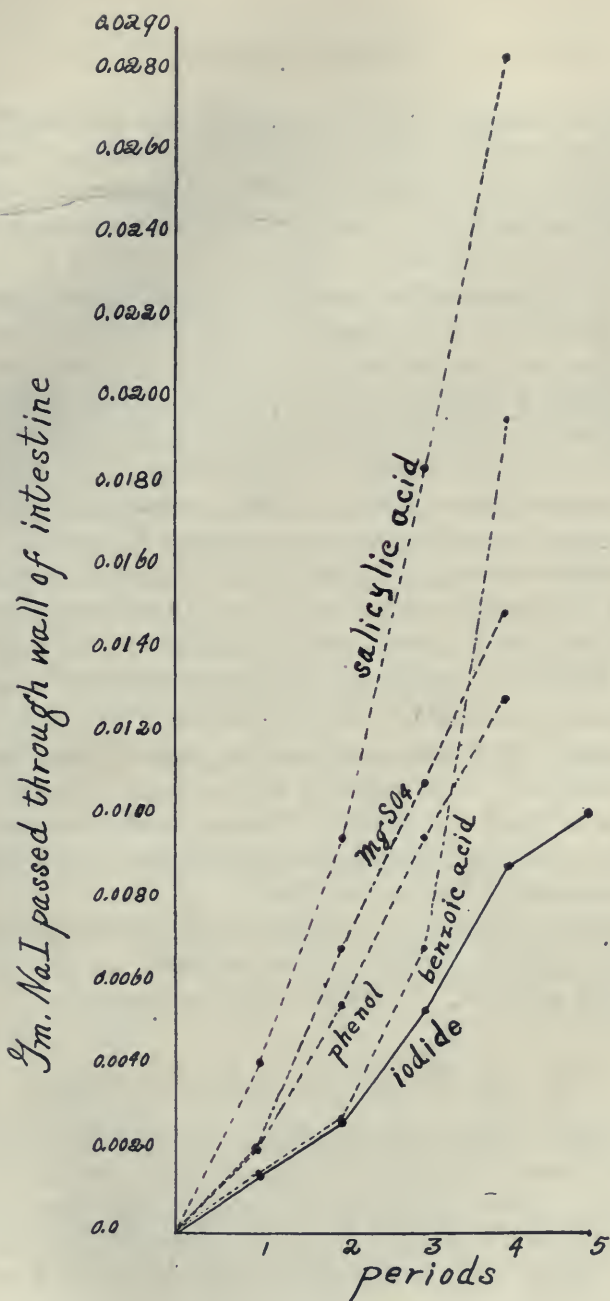 0.0290
0.0280
0.0260
0.0240
0.0220
0.0200
0.0180
0.0160
0.0140
0.0120
0.0100
0.0080
0.0060
0.0040
0.0020
0.0
Gm. NaI passed through wall of intestine
salicylic acid
MgSO4
phenol
benzoic acid
iodide
1 2 3 4 5
periods